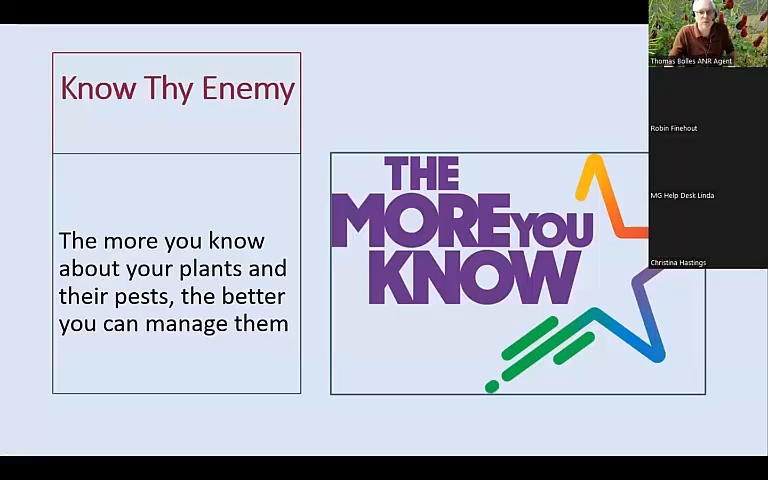 Know Thy Enemy
The more you know
about your plants and
their pests, the better
you can manage them
THE
MORE YOU
KNOW
Thomas Bolles ANR Agent
Robin Finehout
MG Help Desk Linda
Christina Hastings